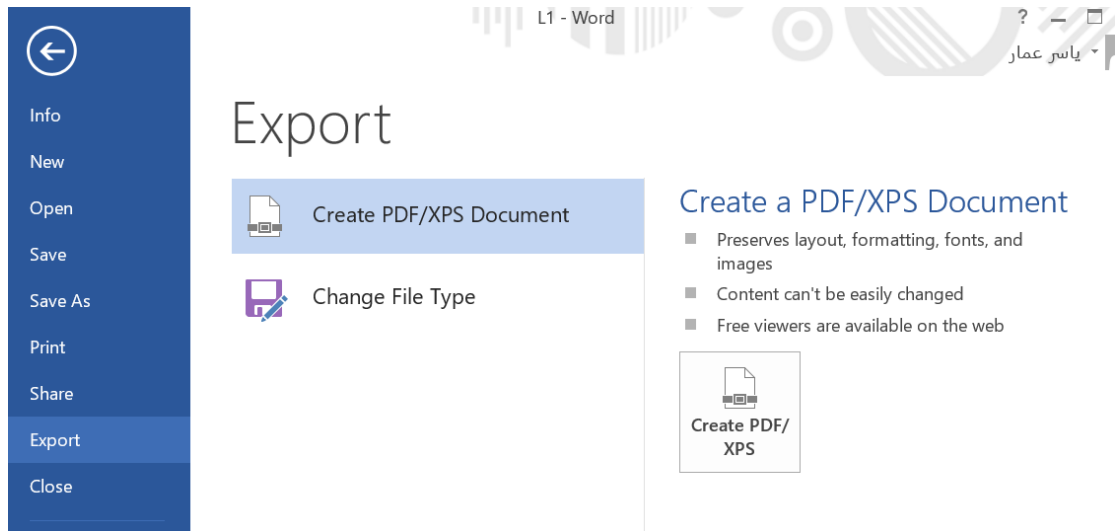 L1 - Word
?
ياسر عمار
Info
New
Open
Save
Save As
Print
Share
Export
Close
Export
Create PDF/XPS Document
Change File Type
Create a PDF/XPS Document
Preserves layout, formatting, fonts, and
images
Content can't be easily changed
Free viewers are available on the web
Create PDF/
XPS